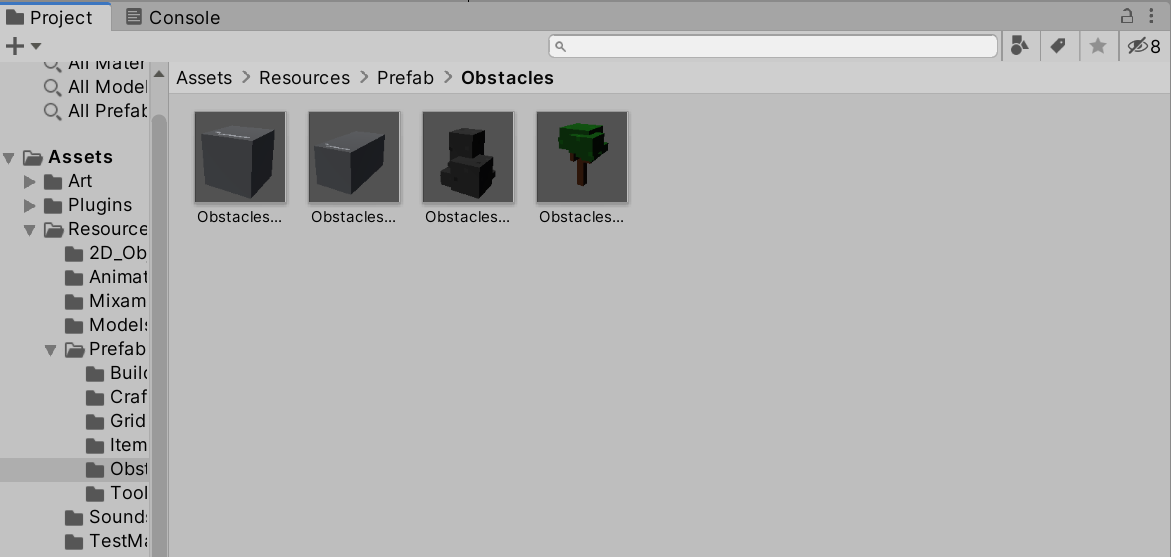 Project Console
8
All Mater
All Model
All Prefab
Assets
Art
Plugins
Resource
2D_Ob
Animat
Mixam
Models
Prefab
Build
Craf
Grid
Item
Obst
Tool
Sounds
TestMa
Assets > Resources > Prefab > Obstacles
Obstacles... Obstacles... Obstacles... Obstacles...